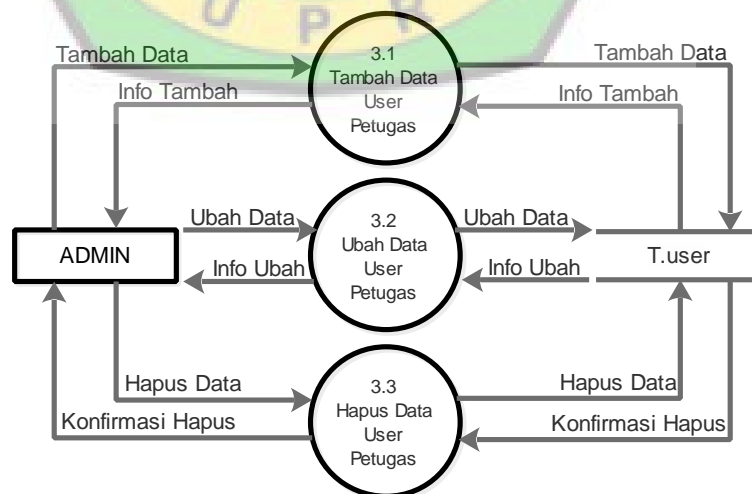 U P R
Tambah Data
3.1
Tambah Data
User
Petugas
Tambah Data
Info Tambah
Info Tambah
Ubah Data
3.2
Ubah Data
User
Petugas
Ubah Data
ADMIN
T.user
Info Ubah
Info Ubah
Hapus Data
3.3
Hapus Data
User
Petugas
Hapus Data
Konfirmasi Hapus
Konfirmasi Hapus